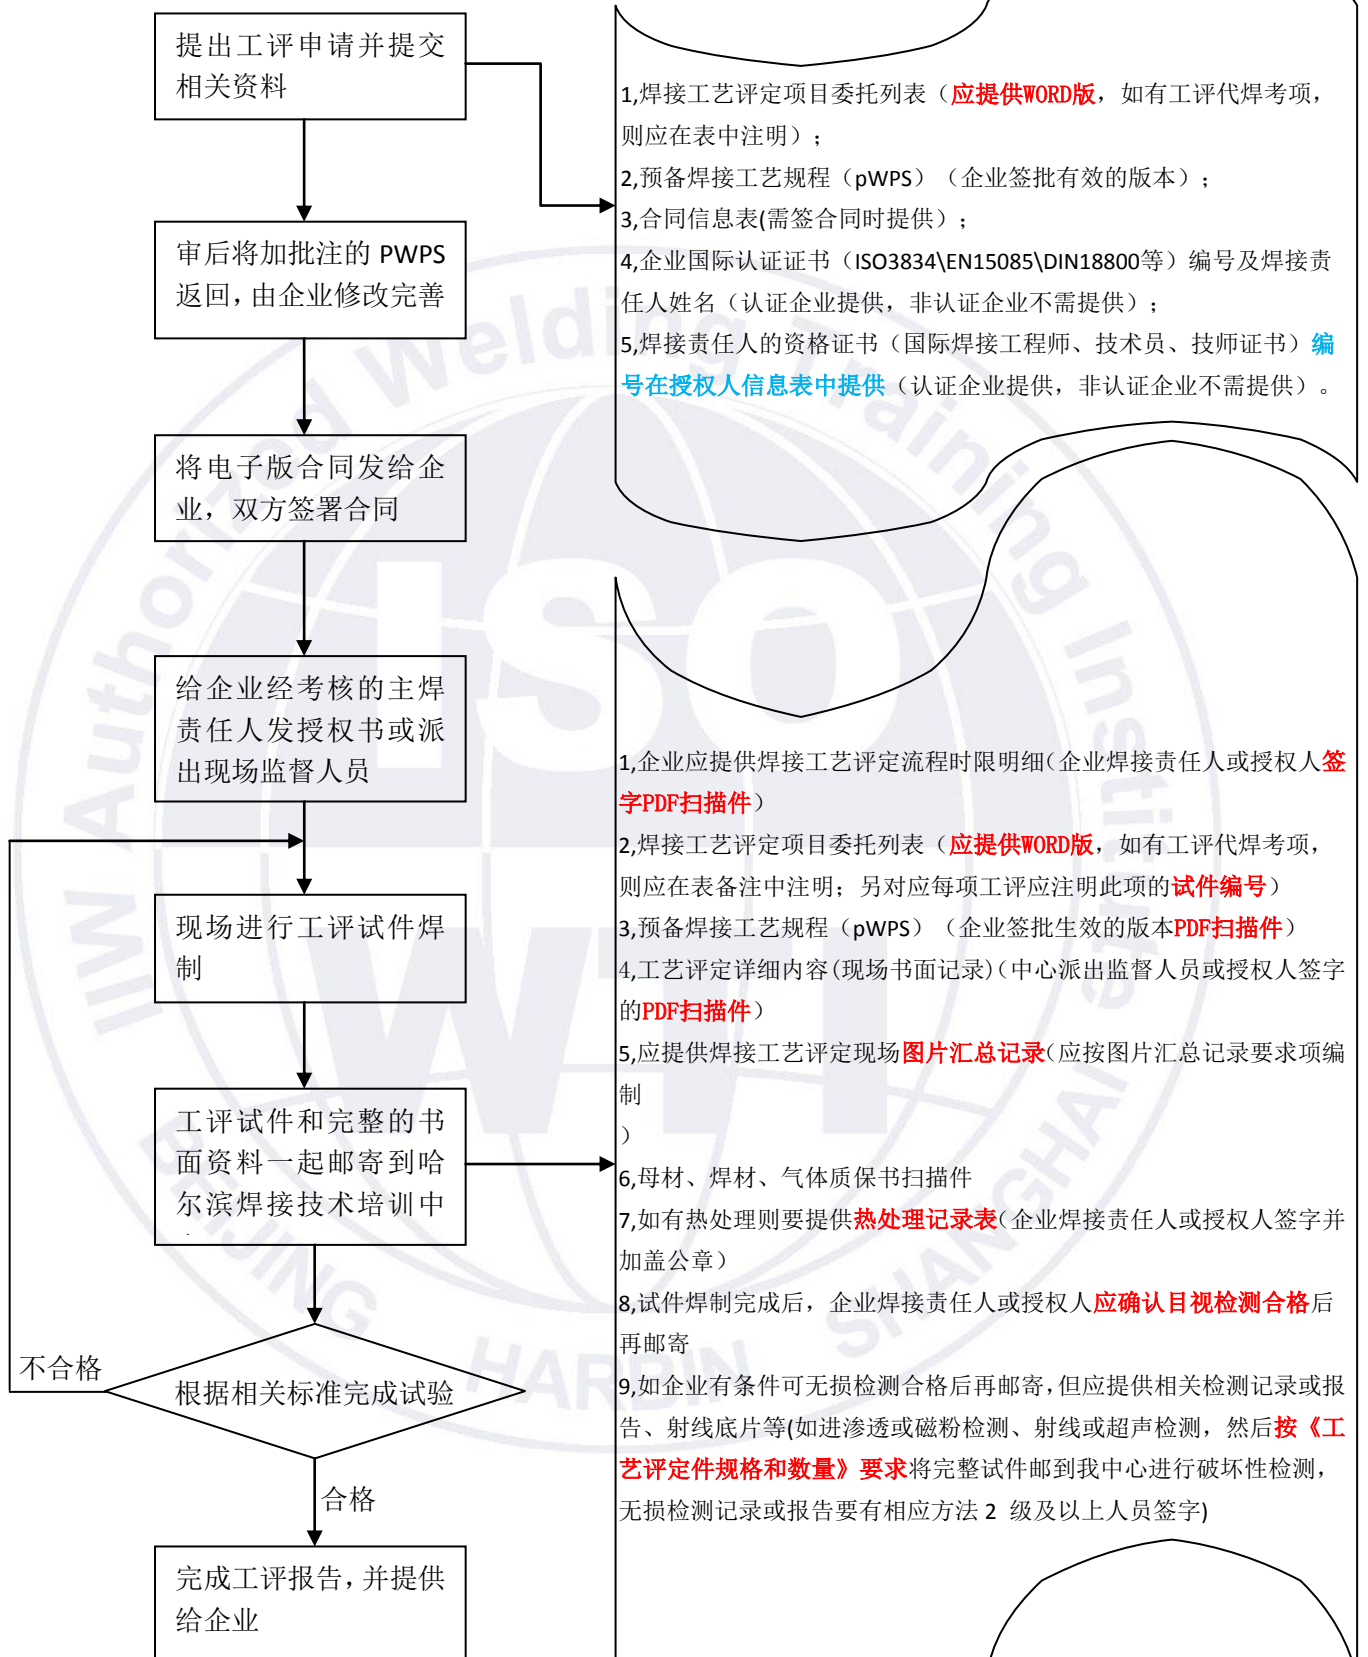 提出工评申请并提交
相关资料
审后将加批注的 PWPS
返回，由企业修改完善
将电子版合同发给企
业，双方签署合同
给企业经考核的主焊
责任人发授权书或派
出现场监督人员
现场进行工评试件焊
制
工评试件和完整的书
面资料一起邮寄到哈
尔滨焊接技术培训中
不合格
根据相关标准完成试验
合格
完成工评报告，并提供
给企业
1,焊接工艺评定项目委托列表（应提供WORD版，如有工评代焊考项，
则应在表中注明）；
2,预备焊接工艺规程（pWPS）（企业签批有效的版本）；
3,合同信息表(需签合同时提供）；
4,企业国际认证证书（ISO3834\EN15085\DIN18800等）编号及焊接责
任人姓名（认证企业提供，非认证企业不需提供）；
5,焊接责任人的资格证书（国际焊接工程师、技术员、技师证书）编
号在授权人信息表中提供（认证企业提供，非认证企业不需提供）。
1,企业应提供焊接工艺评定流程时限明细（企业焊接责任人或授权人签
字PDF扫描件）
2,焊接工艺评定项目委托列表（应提供WORD版，如有工评代焊考项，
则应在表备注中注明；另对应每项工评应注明此项的试件编号）
3,预备焊接工艺规程（pWPS）（企业签批生效的版本PDF扫描件）
4,工艺评定详细内容(现场书面记录)（中心派出监督人员或授权人签字
的PDF扫描件）
5,应提供焊接工艺评定现场图片汇总记录（应按图片汇总记录要求项编
制
）
6,母材、焊材、气体质保书扫描件
7,如有热处理则要提供热处理记录表（企业焊接责任人或授权人签字并
加盖公章）
8,试件焊制完成后，企业焊接责任人或授权人应确认目视检测合格后
再邮寄
9,如企业有条件可无损检测合格后再邮寄，但应提供相关检测记录或报
告、射线底片等(如进渗透或磁粉检测、射线或超声检测，然后按《工
艺评定件规格和数量》要求将完整试件邮到我中心进行破坏性检测，
无损检测记录或报告要有相应方法 2 级及以上人员签字)
IIW Authorized Welding Training Institute
ISO
WTI
BEIJING HARBIN SHANGHAI